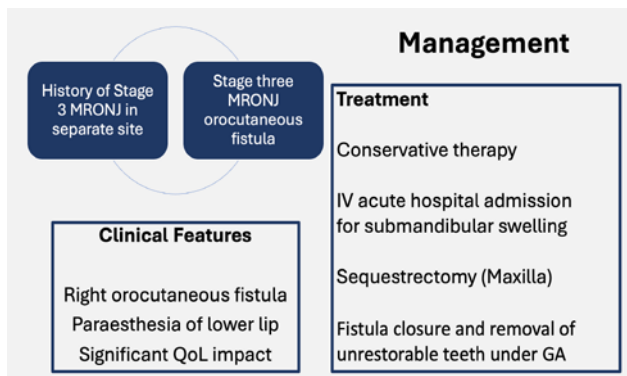 Management
History of Stage
3 MRONJ in
separate site
Stage three
MRONJ
orocutaneous
fistula
Clinical Features
Right orocutaneous fistula
Paraesthesia of lower lip
Significant QoL impact
Treatment
Conservative therapy
IV acute hospital admission
for submandibular swelling
Sequestrectomy (Maxilla)
Fistula closure and removal of
unrestorable teeth under GA